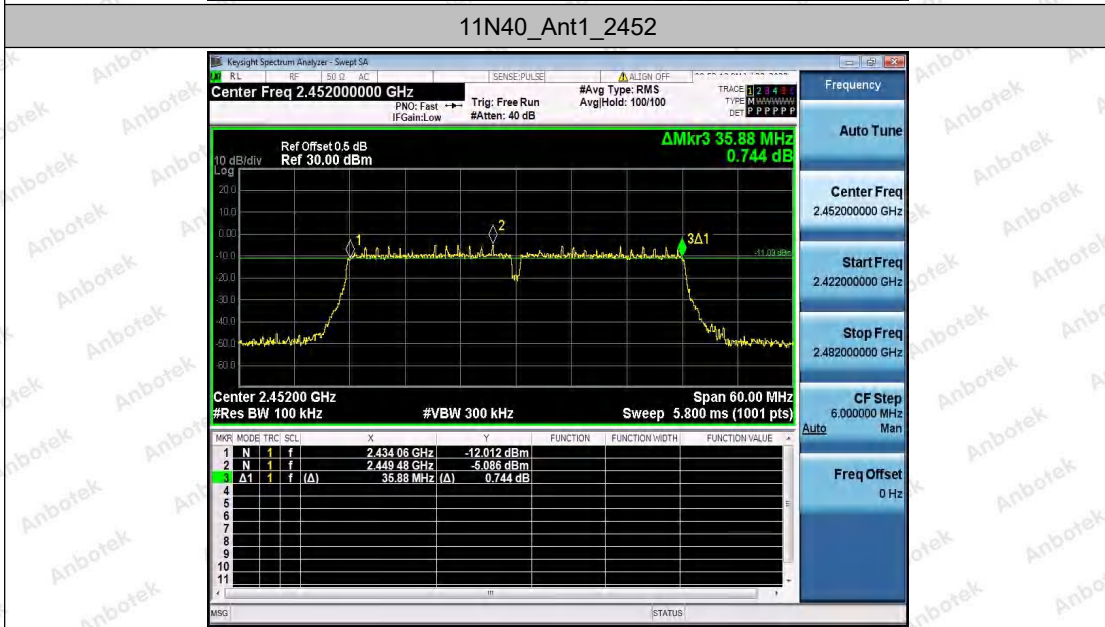 11N40_Ant1_2452
Keysight Spectrum Analyzer - Swept SA
RL RF 50 Ω AC SENSE:PULSE ALIGN OFF
Center Freq 2.452000000 GHz
PNO: Fast
IFGain:Low
Trig: Free Run
#Atten: 40 dB
#Avg Type: RMS
Avg|Hold: 100/100
TRACE 1 2 3 4 5 6
TYPE M W W W W W
DET P P P P P P
Frequency
Auto Tune
Center Freq
2.452000000 GHz
Start Freq
2.422000000 GHz
Stop Freq
2.482000000 GHz
CF Step
6.000000 MHz
Auto Man
Freq Offset
0 Hz
Ref Offset 0.5 dB
10 dB/div Ref 30.00 dBm
Log
ΔMkr3 35.88 MHz
0.744 dB
20.0
10.0
0.00
-10.0
-20.0
-30.0
-40.0
-50.0
-60.0
1
2
3Δ1
-11.09 dBm
Center 2.45200 GHz Span 60.00 MHz
#Res BW 100 kHz #VBW 300 kHz Sweep 5.800 ms (1001 pts)
MKR MODE TRC SCL X Y FUNCTION FUNCTION WIDTH FUNCTION VALUE
1 N 1 f 2.434 06 GHz -12.012 dBm
2 N 1 f 2.449 48 GHz -5.086 dBm
3 Δ1 1 f (Δ) 35.88 MHz (Δ) 0.744 dB
4
5
6
7
8
9
10
11
MSG STATUS
Anbotek